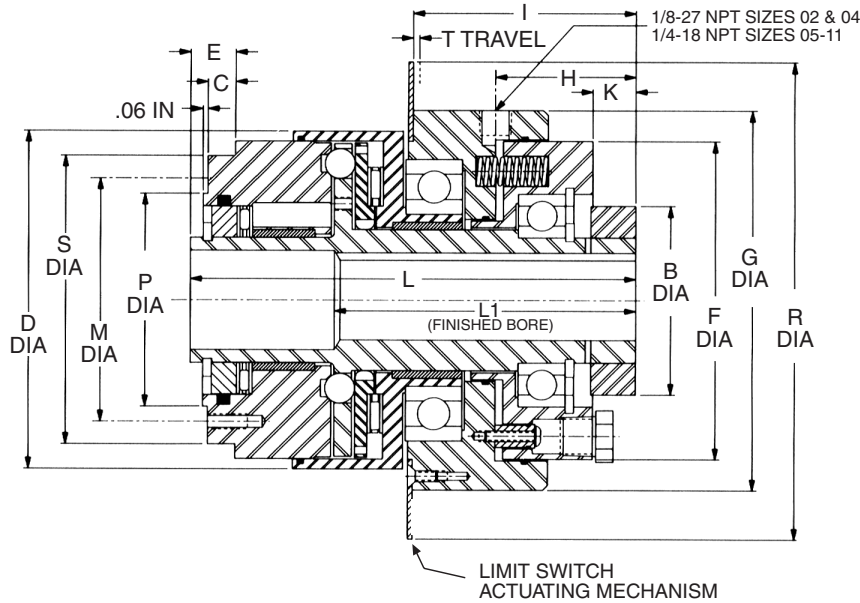 I
1/8-27 NPT SIZES 02 & 04
1/4-18 NPT SIZES 05-11
T TRAVEL
E
C
H
K
.06 IN
D
DIA
S
DIA
M
DIA
P
DIA
L
L1
(FINISHED BORE)
B
DIA
F
DIA
G
DIA
R
DIA
LIMIT SWITCH
ACTUATING MECHANISM